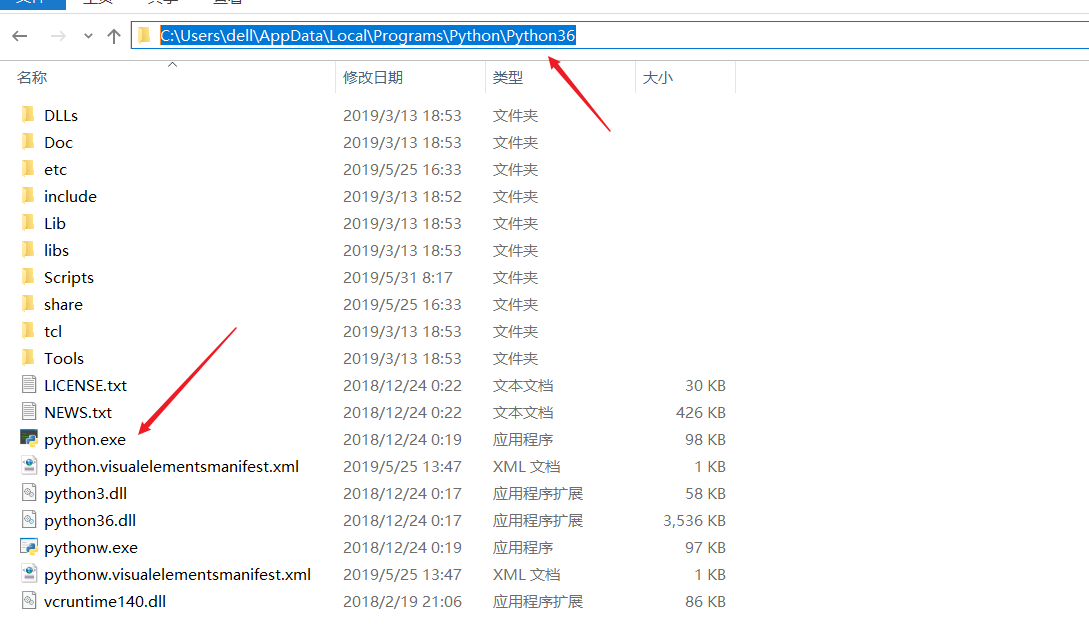 文件 主页 共享 查看
C:\Users\dell\AppData\Local\Programs\Python\Python36
名称 修改日期 类型 大小
DLLs 2019/3/13 18:53 文件夹
Doc 2019/3/13 18:53 文件夹
etc 2019/5/25 16:33 文件夹
include 2019/3/13 18:52 文件夹
Lib 2019/3/13 18:53 文件夹
libs 2019/3/13 18:53 文件夹
Scripts 2019/5/31 8:17 文件夹
share 2019/5/25 16:33 文件夹
tcl 2019/3/13 18:53 文件夹
Tools 2019/3/13 18:53 文件夹
LICENSE.txt 2018/12/24 0:22 文本文档 30 KB
NEWS.txt 2018/12/24 0:22 文本文档 426 KB
python.exe 2018/12/24 0:19 应用程序 98 KB
python.visualelementsmanifest.xml 2019/5/25 13:47 XML 文档 1 KB
python3.dll 2018/12/24 0:17 应用程序扩展 58 KB
python36.dll 2018/12/24 0:17 应用程序扩展 3,536 KB
pythonw.exe 2018/12/24 0:19 应用程序 97 KB
pythonw.visualelementsmanifest.xml 2019/5/25 13:47 XML 文档 1 KB
vcruntime140.dll 2018/2/19 21:06 应用程序扩展 86 KB